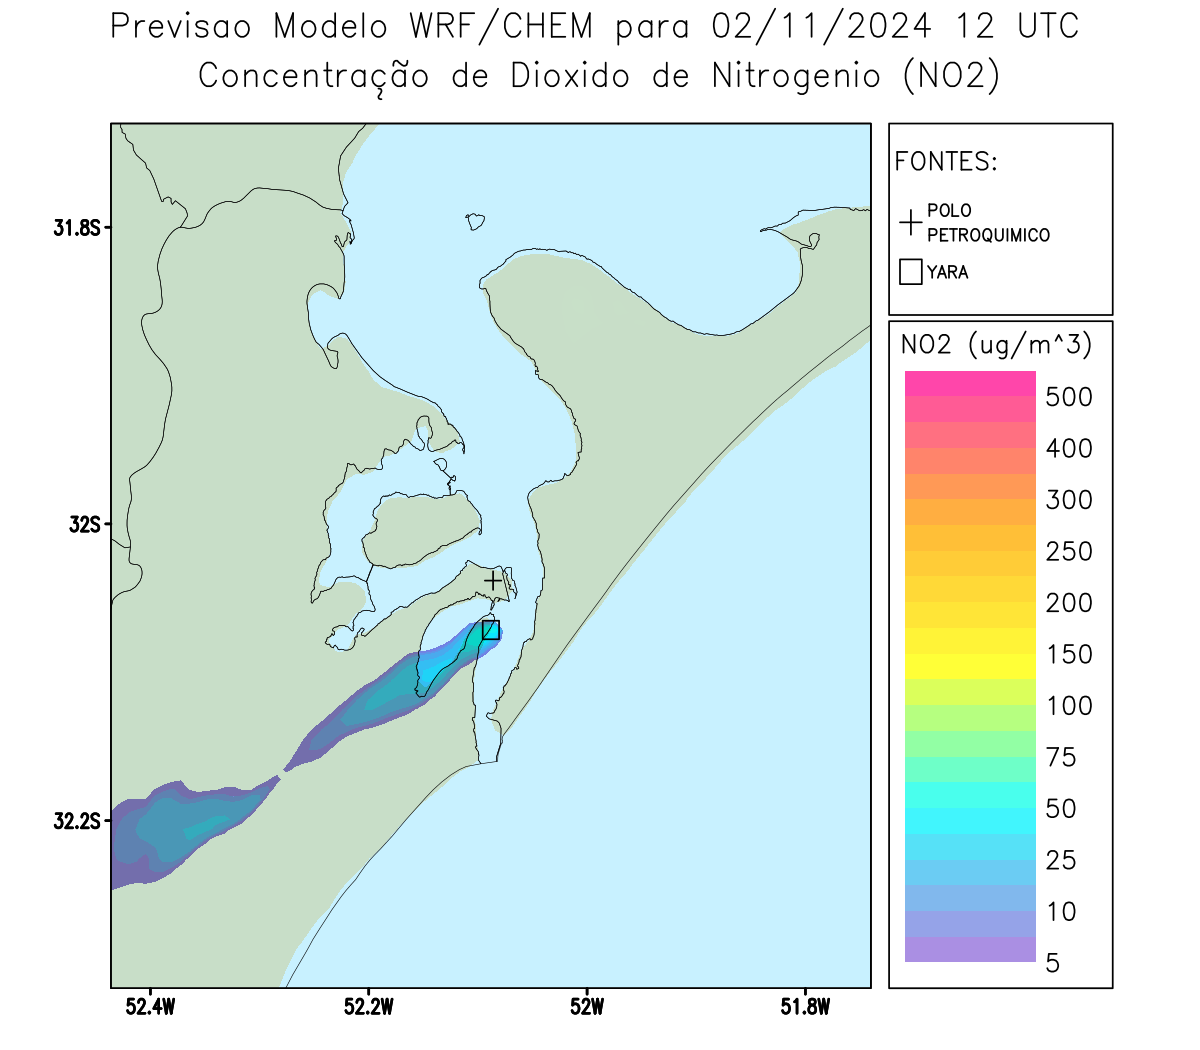 Previsao Modelo WRF/CHEM para 02/11/2024 12 UTC
Concentração de Dioxido de Nitrogenio (NO2)
FONTES:
POLO
PETROQUIMICO
YARA
NO2 (ug/m^3)
500
400
300
250
200
150
100
75
50
25
10
5
31.8S
32S
32.2S
52.4W
52.2W
52W
51.8W